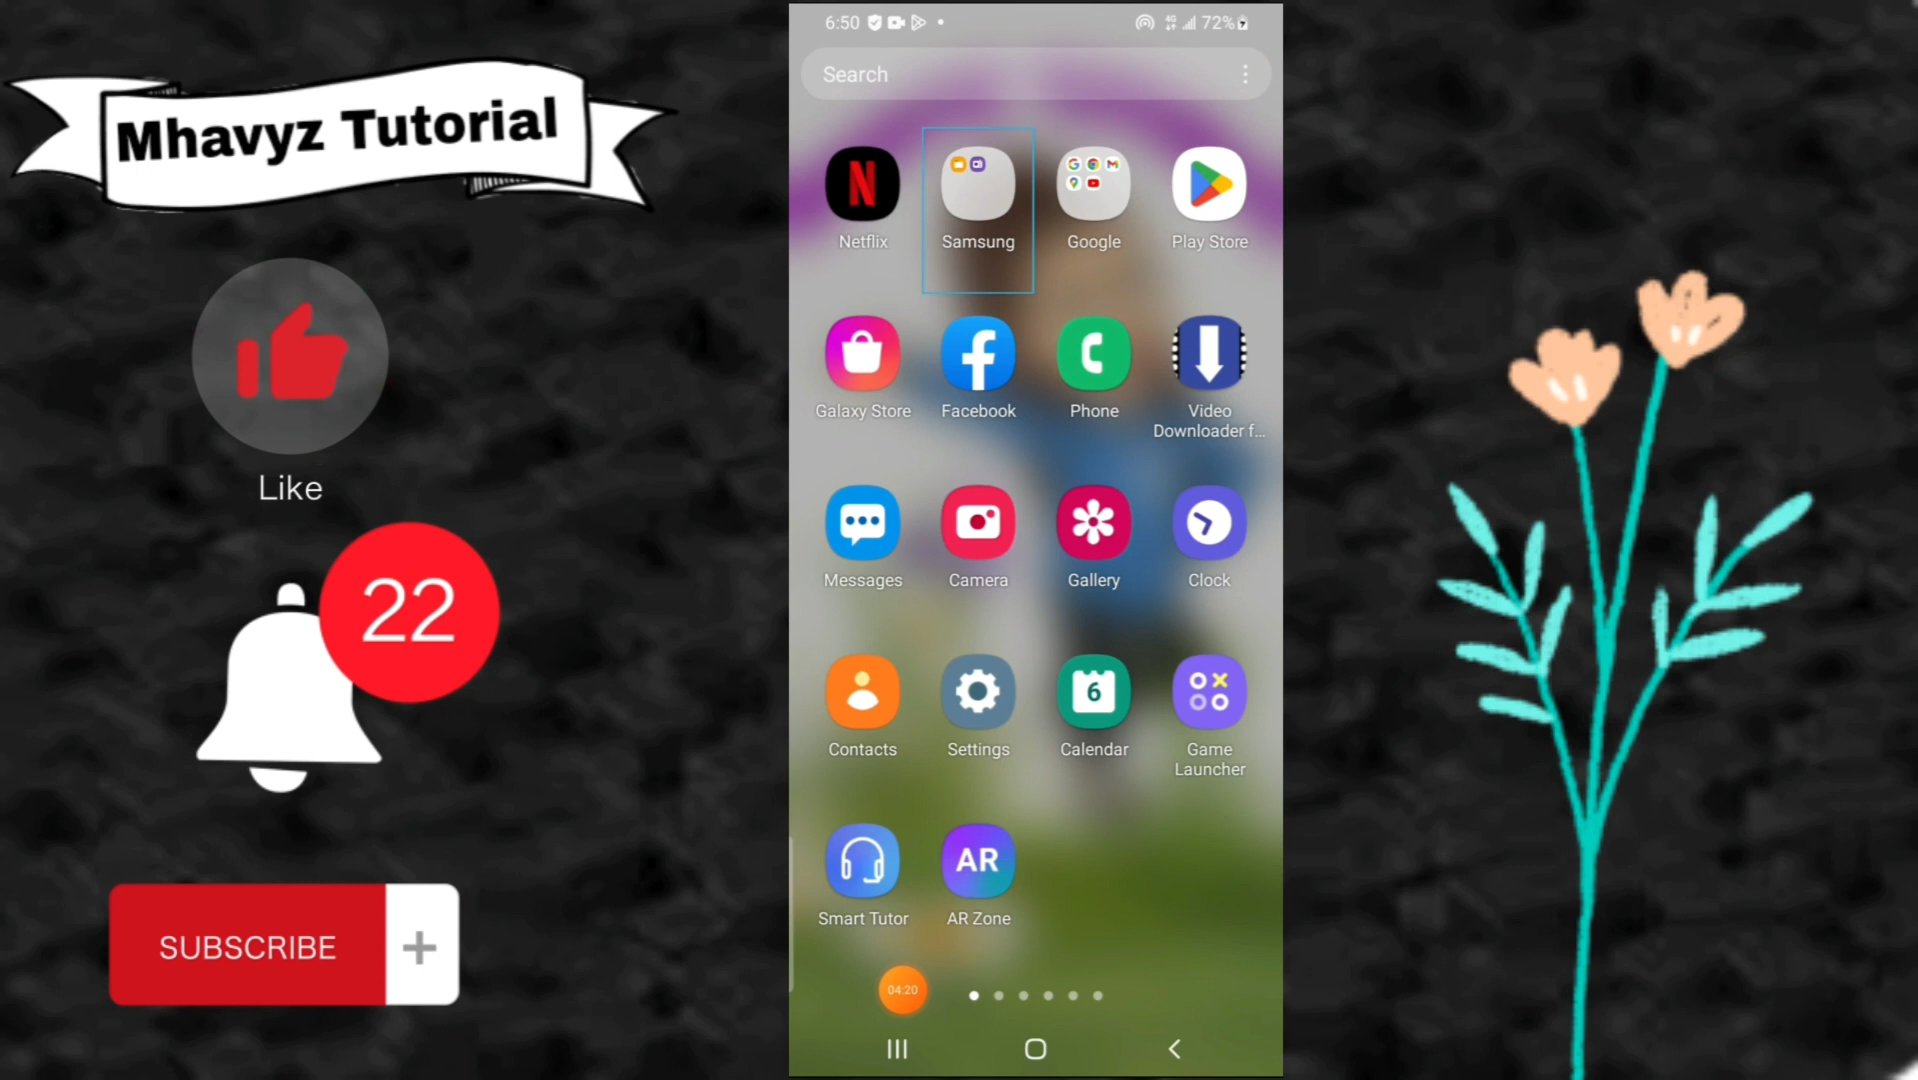 Mhavyz Tutorial
Like
22
SUBSCRIBE
6:50
4G
72%
Search
Netflix
Samsung
Google
Play Store
Galaxy Store
Facebook
Phone
Video
Downloader f...
Messages
Camera
Gallery
Clock
Contacts
Settings
6
Calendar
Game
Launcher
Smart Tutor
AR
AR Zone
04:20